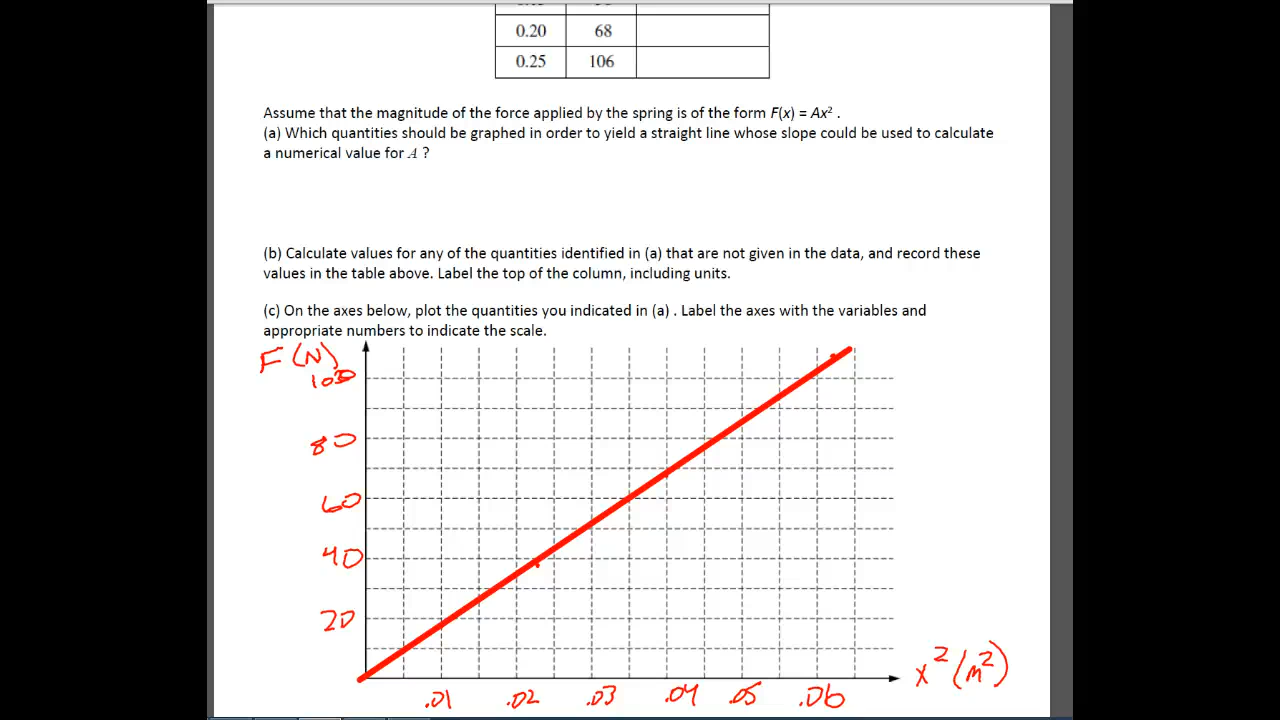 0.20 68
0.25 106
Assume that the magnitude of the force applied by the spring is of the form F(x) = Ax² .
(a) Which quantities should be graphed in order to yield a straight line whose slope could be used to calculate
a numerical value for A ?
(b) Calculate values for any of the quantities identified in (a) that are not given in the data, and record these
values in the table above. Label the top of the column, including units.
(c) On the axes below, plot the quantities you indicated in (a) . Label the axes with the variables and
appropriate numbers to indicate the scale.
F (N)
100
80
60
40
20
.01 .02 .03 .04 .05 .06
x² (m²)